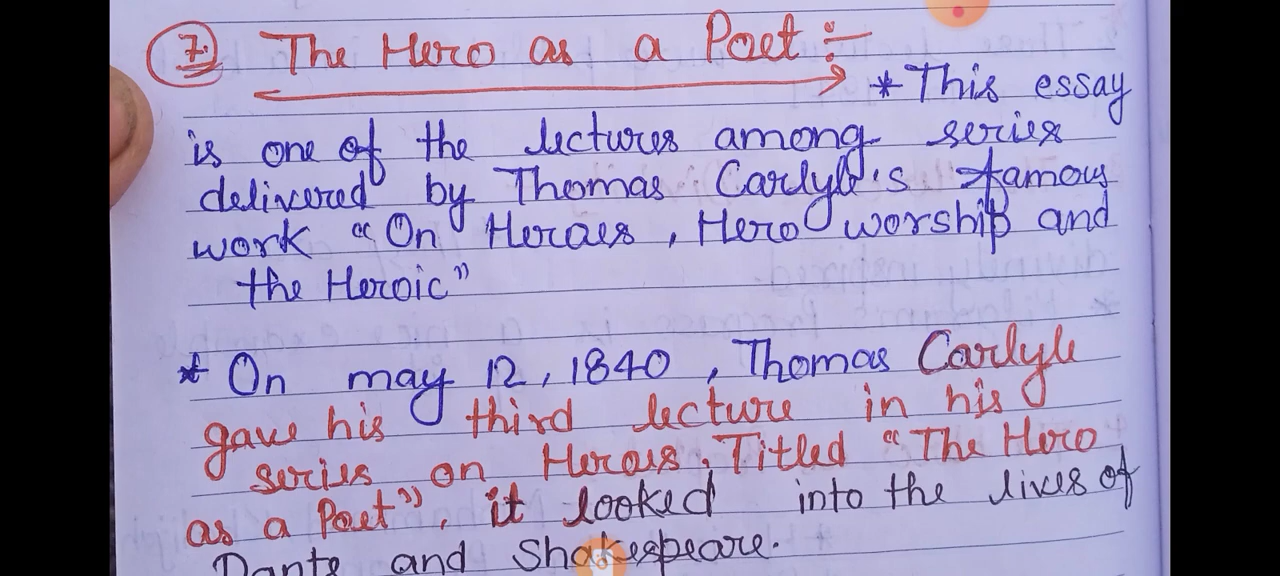 7. The Hero as a Poet :-
* This essay
is one of the lectures among series
delivered by Thomas Carlyle's famous
work "On Heroes, Hero worship and
the Heroic"
* On may 12, 1840, Thomas Carlyle
gave his third lecture in his
series on Heroes. Titled "The Hero
as a Poet", it looked into the lives of
Dante and Shakespeare.